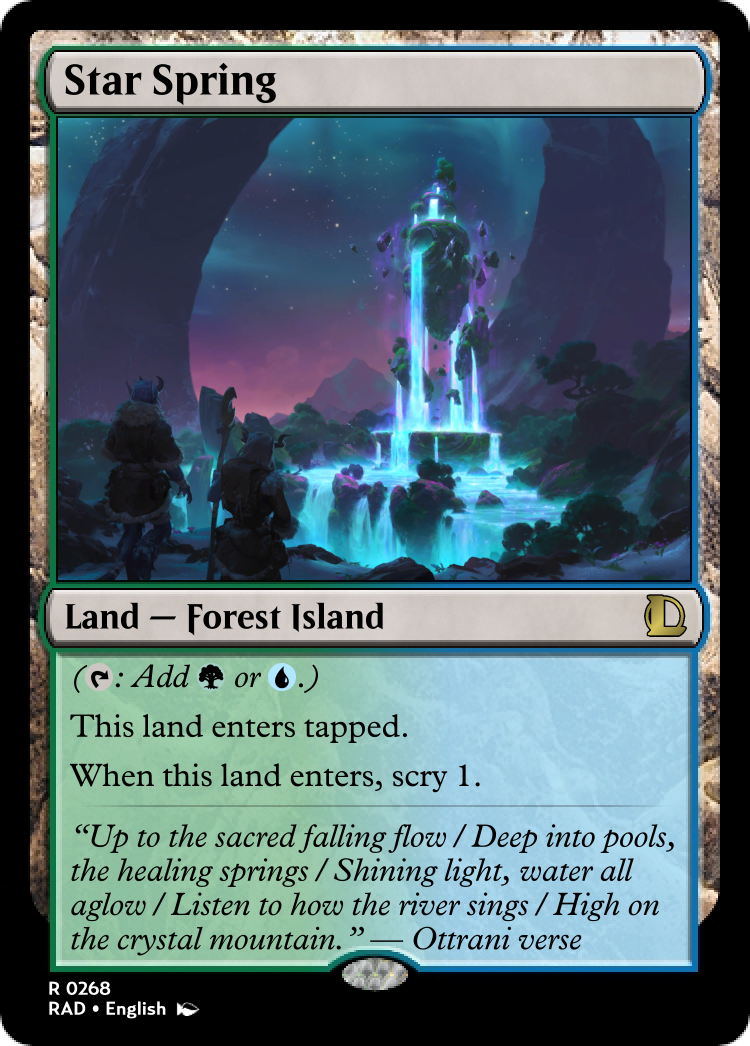 Star Spring
Land — Forest Island
(: Add or .)
This land enters tapped.
When this land enters, scry 1.
“Up to the sacred falling flow / Deep into pools,
the healing springs / Shining light, water all
aglow / Listen to how the river sings / High on
the crystal mountain.” — Ottrani verse
R 0268
RAD • English